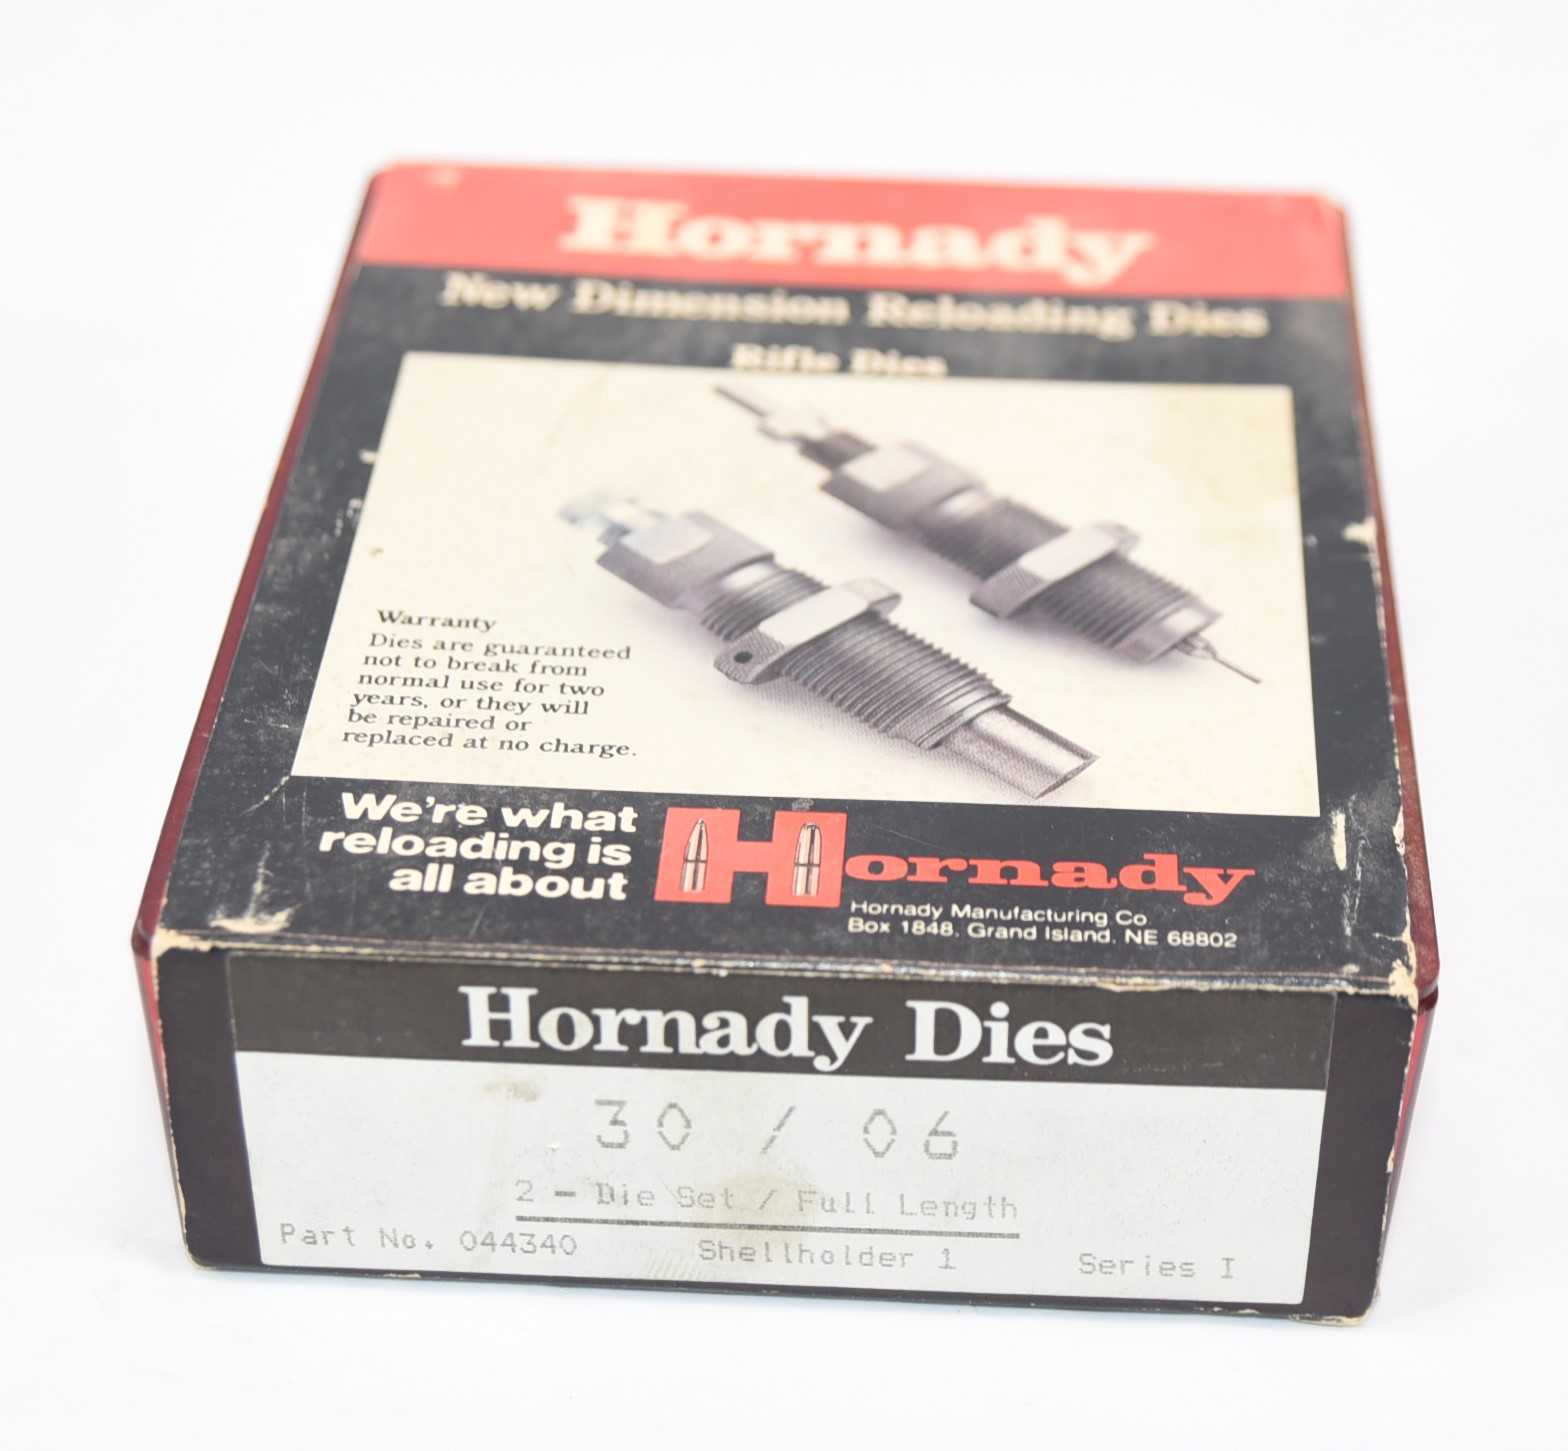 Hornady
New Dimension Reloading Dies
Rifle Dies
Warranty
Dies are guaranteed
not to break from
normal use for two
years, or they will
be repaired or
replaced at no charge.
We're what
reloading is
all about
Hornady
Hornady Manufacturing Co
Box 1848, Grand Island, NE 68802
Hornady Dies
30 / 06
2 - Die Set / Full Length
Part No. 044340 Shellholder 1 Series I